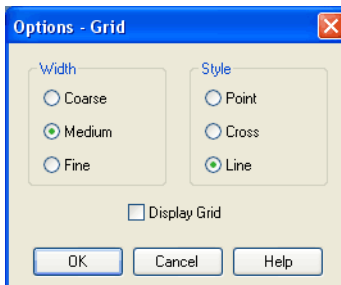 Options - Grid
Width
Coarse
Medium
Fine
Style
Point
Cross
Line
Display Grid
OK Cancel Help